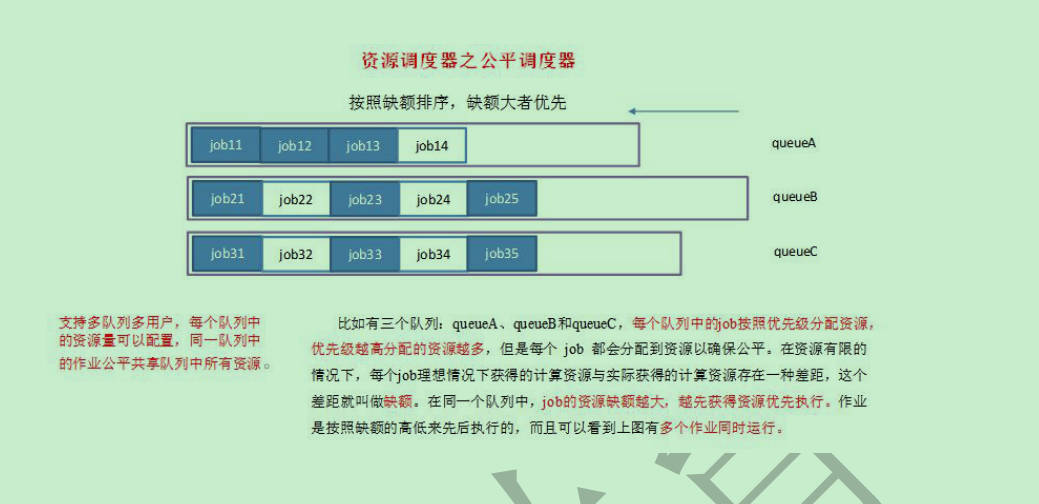 资源调度器之公平调度器
按照缺额排序，缺额大者优先
job11 job12 job13 job14 queueA
job21 job22 job23 job24 job25 queueB
job31 job32 job33 job34 job35 queueC
支持多队列多用户，每个队列中
的资源量可以配置，同一队列中
的作业公平共享队列中所有资源。
比如有三个队列：queueA、queueB和queueC，每个队列中的job按照优先级分配资源，
优先级越高分配的资源越多，但是每个 job 都会分配到资源以确保公平。在资源有限的
情况下，每个job理想情况下获得的计算资源与实际获得的计算资源存在一种差距，这个
差距就叫做缺额。在同一个队列中，job的资源缺额越大，越先获得资源优先执行。作业
是按照缺额的高低来先后执行的，而且可以看到上图有多个作业同时运行。